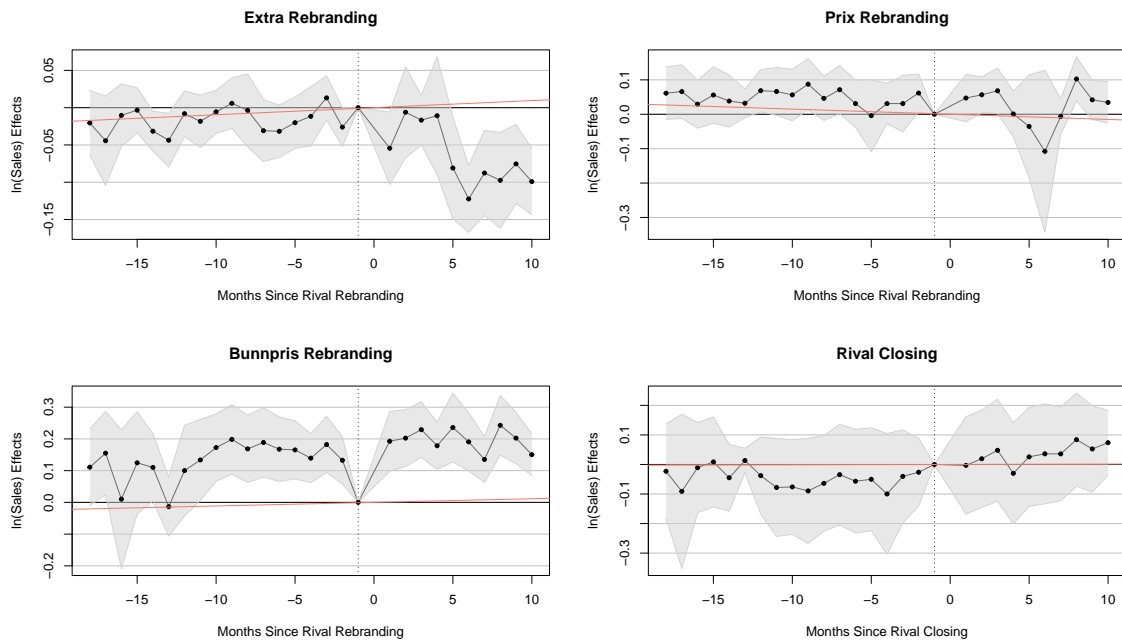 Extra Rebranding
ln(Sales) Effects
0.05
−0.05
−0.15
−15 −10 −5 0 5 10
Months Since Rival Rebranding
Prix Rebranding
ln(Sales) Effects
0.1
0.0
−0.1
−0.3
−15 −10 −5 0 5 10
Months Since Rival Rebranding
Bunnpris Rebranding
ln(Sales) Effects
0.3
0.2
0.1
0.0
−0.2
−15 −10 −5 0 5 10
Months Since Rival Rebranding
Rival Closing
ln(Sales) Effects
0.1
−0.1
−0.3
−15 −10 −5 0 5 10
Months Since Rival Closing